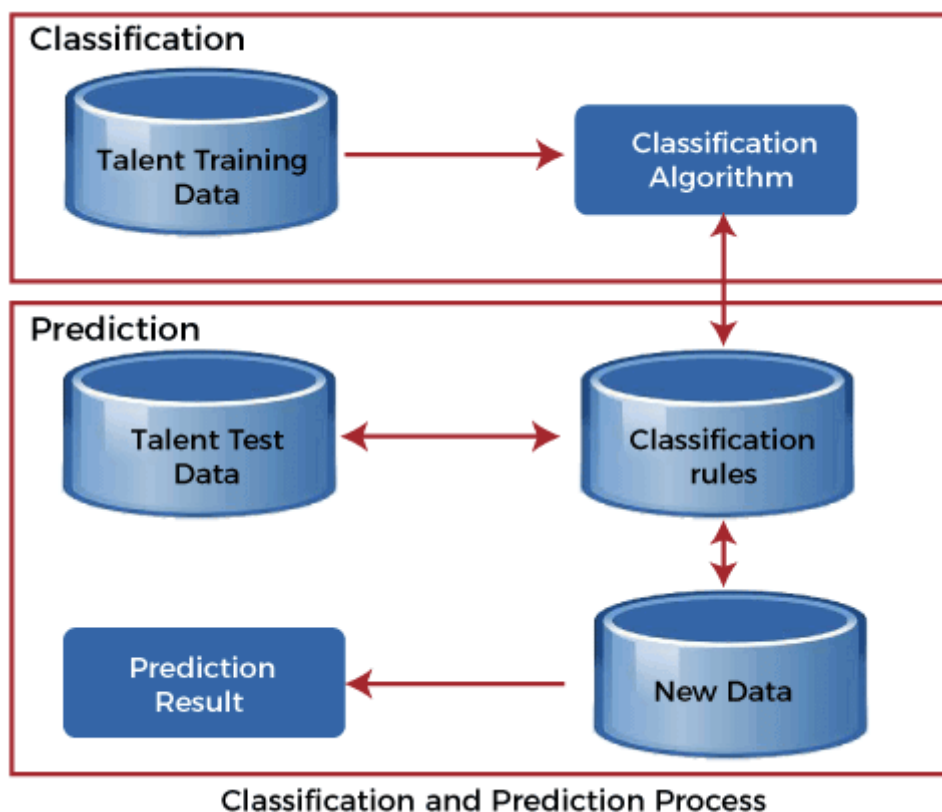 Classification
Talent Training
Data
Classification
Algorithm
Prediction
Talent Test
Data
Classification
rules
Prediction
Result
New Data
Classification and Prediction Process